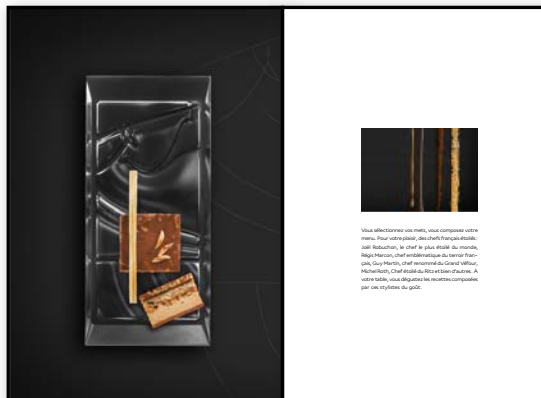 Vous sélectionnez vos mets, vous composez votre
menu. Pour votre plaisir, des chefs français étoilés :
Joël Robuchon, le chef le plus étoilé du monde,
Régis Marcon, chef emblématique du terroir fran-
çais, Guy Martin, chef renommé du Grand Véfour,
Michel Roth, Chef étoilé du Ritz et bien d'autres. À
votre table, vous dégustez les recettes composées
par ces stylistes du goût.